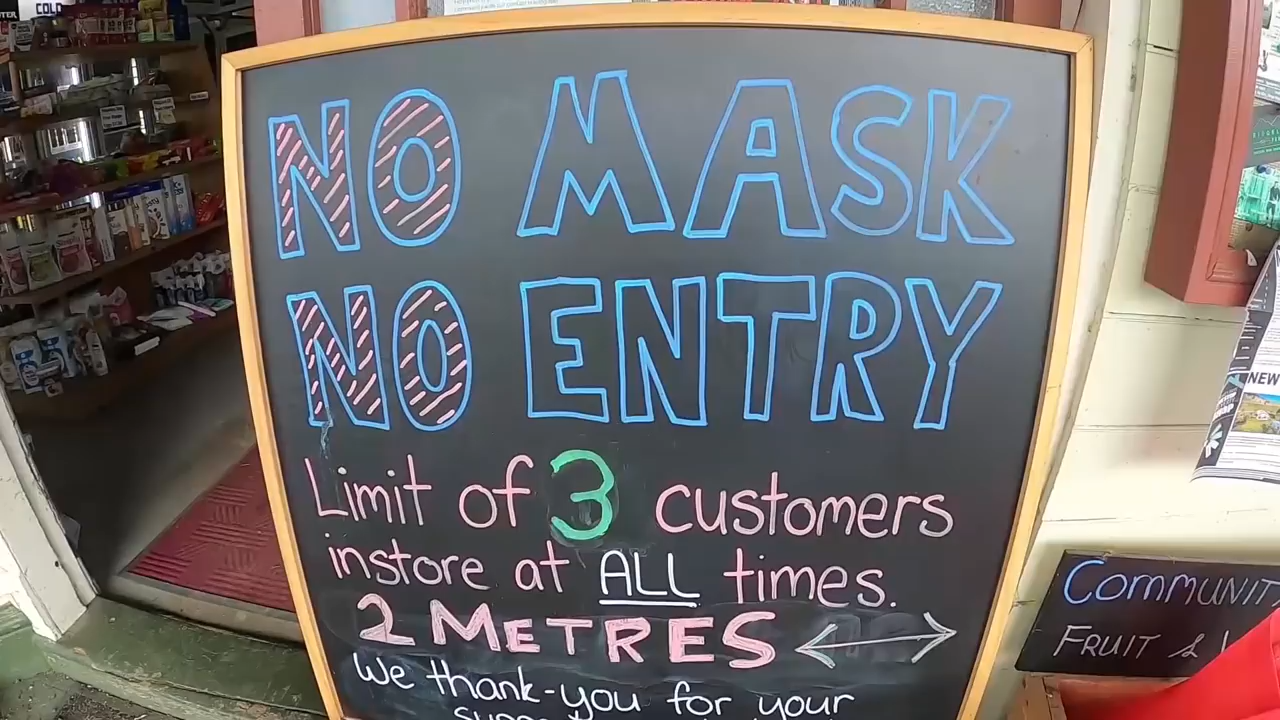 COLD
NO MASK
NO ENTRY
Limit of 3 customers
instore at ALL times.
2 METRES
We thank-you for your
NEW
COMMUNIT
FRUIT &